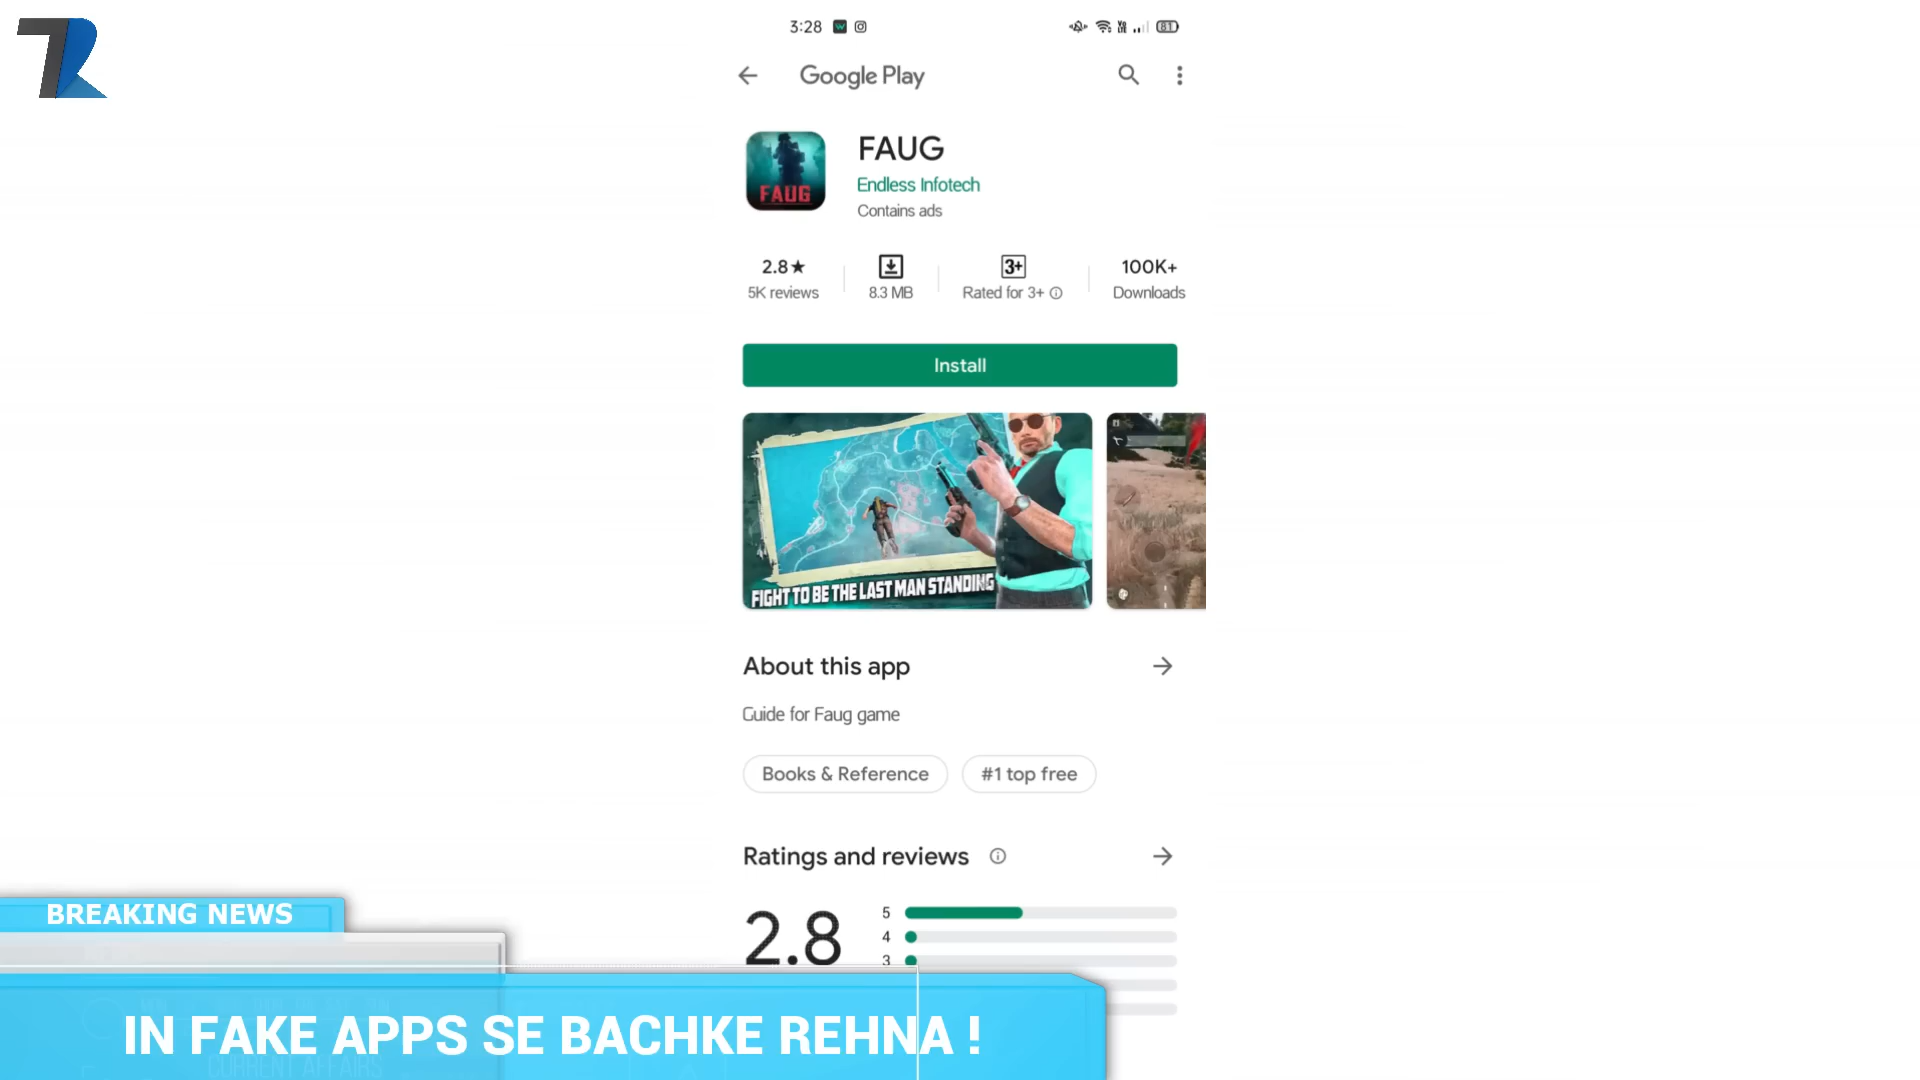 3:28
81
Google Play
FAUG
FAUG
Endless Infotech
Contains ads
2.8★
5K reviews
8.3 MB
3+
Rated for 3+
100K+
Downloads
Install
FIGHT TO BE THE LAST MAN STANDING
About this app
Guide for Faug game
Books & Reference
#1 top free
Ratings and reviews
2.8
5
4
3
BREAKING NEWS
IN FAKE APPS SE BACHKE REHNA !
CURRENT AFFAIRS